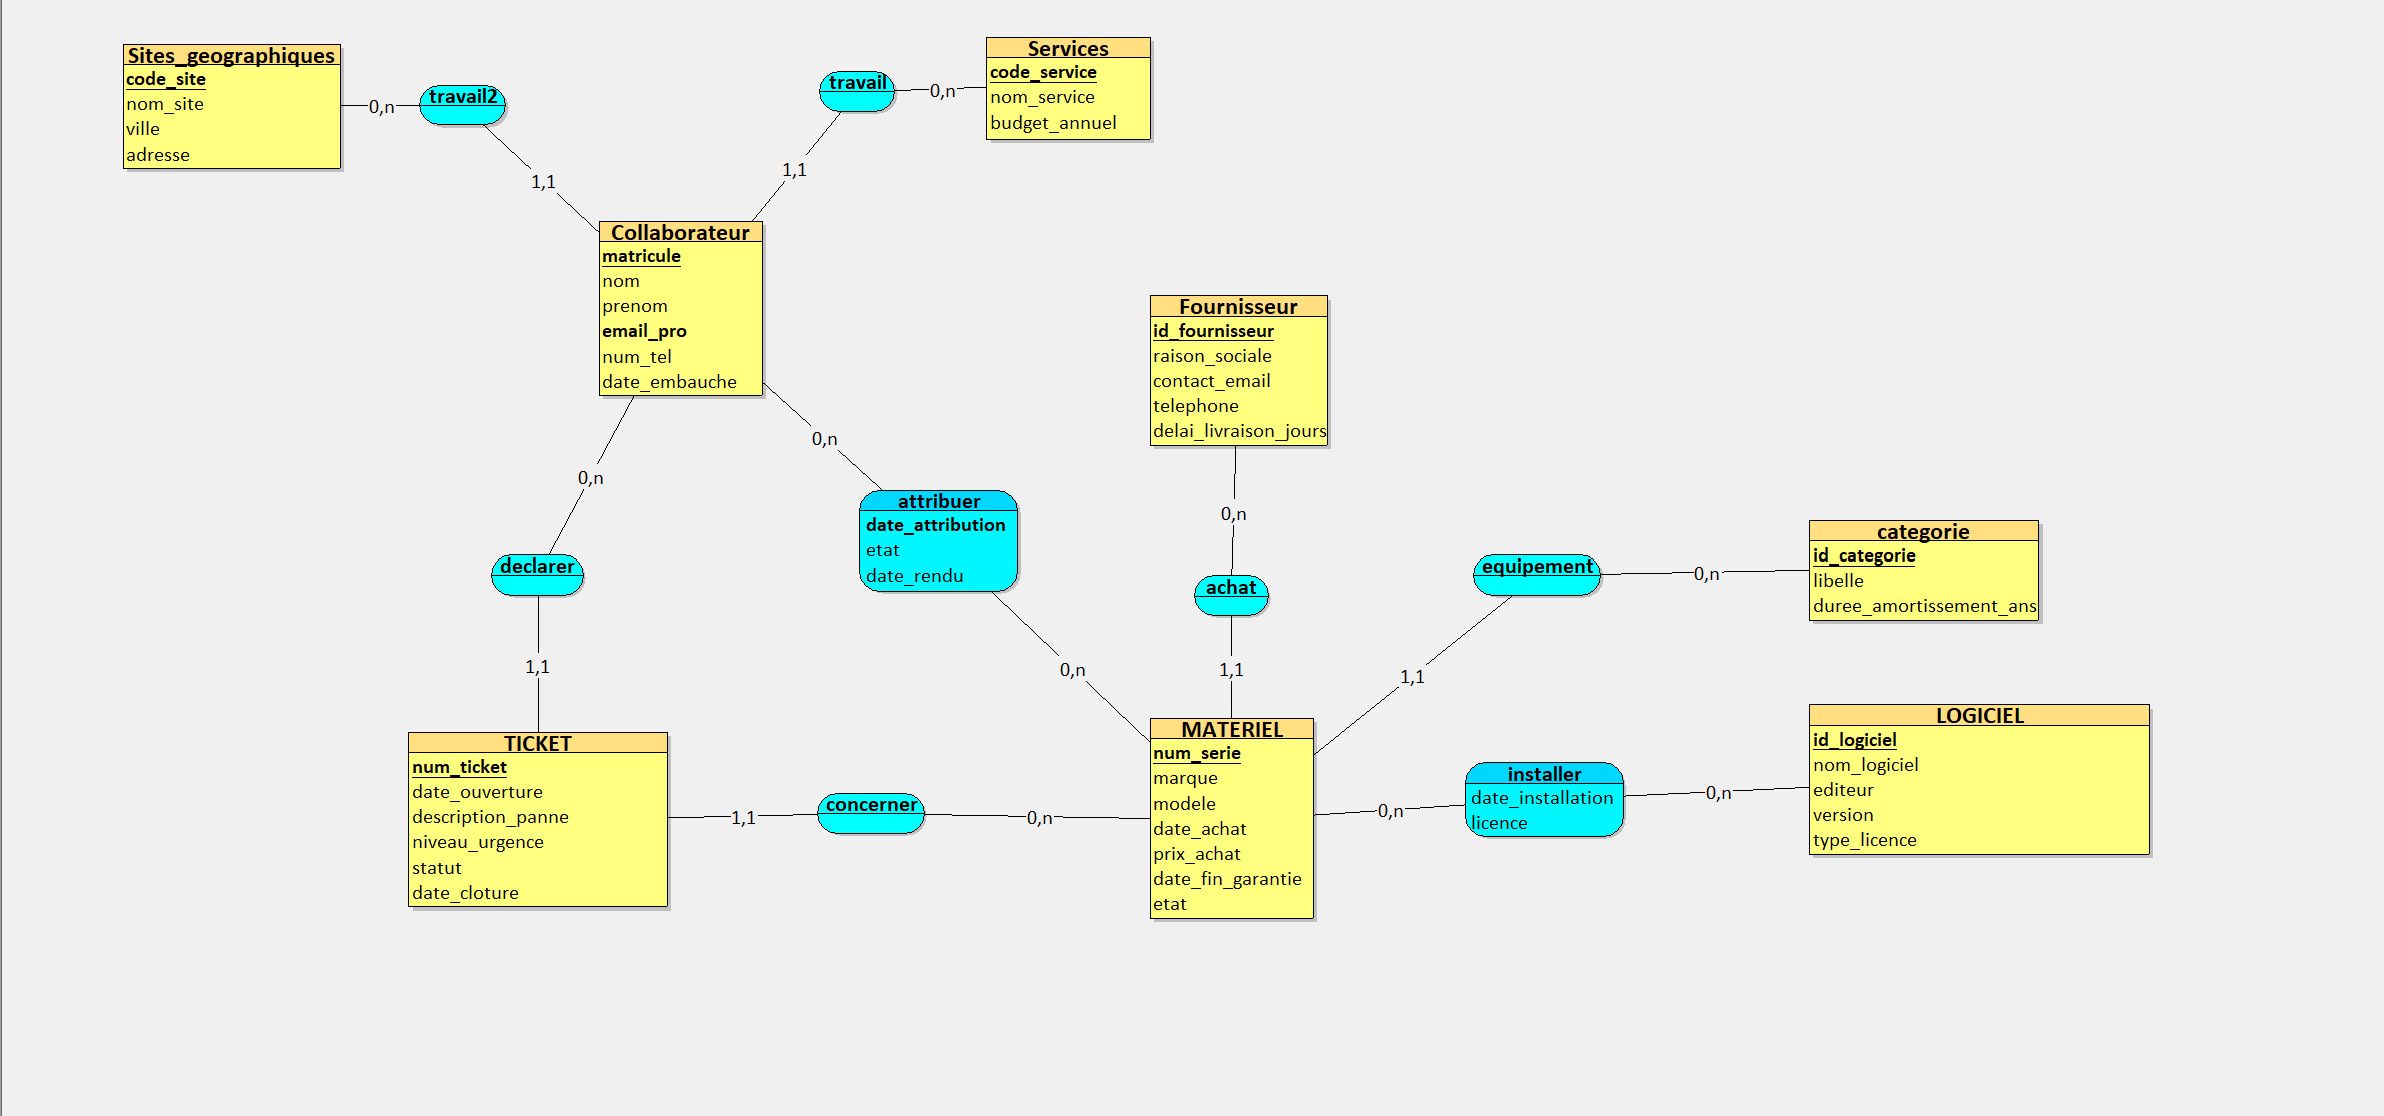 Sites_geographiques
code_site
nom_site
ville
adresse
0,n
travail2
1,1
travail
0,n
Services
code_service
nom_service
budget_annuel
1,1
Collaborateur
matricule
nom
prenom
email_pro
num_tel
date_embauche
Fournisseur
id_fournisseur
raison_sociale
contact_email
telephone
delai_livraison_jours
0,n
0,n
attribuer
date_attribution
etat
date_rendu
0,n
declarer
achat
equipement
0,n
categorie
id_categorie
libelle
duree_amortissement_ans
1,1
0,n
1,1
1,1
TICKET
num_ticket
date_ouverture
description_panne
niveau_urgence
statut
date_cloture
1,1
concerner
0,n
MATERIEL
num_serie
marque
modele
date_achat
prix_achat
date_fin_garantie
etat
0,n
installer
date_installation
licence
0,n
LOGICIEL
id_logiciel
nom_logiciel
editeur
version
type_licence